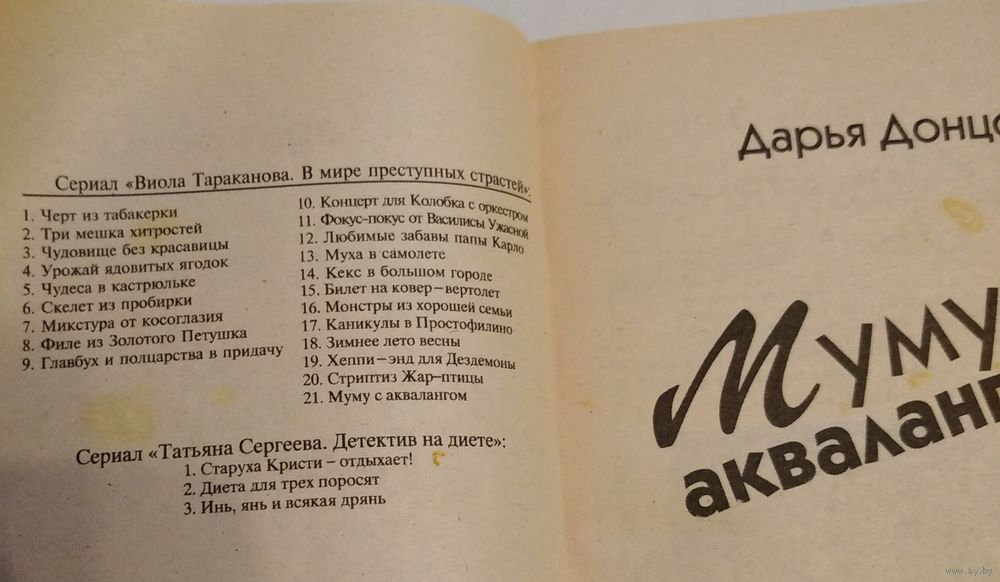 Сериал «Виола Тараканова. В мире преступных страстей»:
1. Черт из табакерки
2. Три мешка хитростей
3. Чудовище без красавицы
4. Урожай ядовитых ягодок
5. Чудеса в кастрюльке
6. Скелет из пробирки
7. Микстура от косоглазия
8. Филе из Золотого Петушка
9. Главбух и полцарства в придачу
10. Концерт для Колобка с оркестром
11. Фокус-покус от Василисы Ужасной
12. Любимые забавы папы Карло
13. Муха в самолете
14. Кекс в большом городе
15. Билет на ковер-вертолет
16. Монстры из хорошей семьи
17. Каникулы в Простофилино
18. Зимнее лето весны
19. Хеппи-энд для Дездемоны
20. Стриптиз Жар-птицы
21. Муму с аквалангом
Сериал «Татьяна Сергеева. Детектив на диете»:
1. Старуха Кристи - отдыхает!
2. Диета для трех поросят
3. Инь, янь и всякая дрянь
Дарья Донцо
Муму
акваланг
www.ay.by